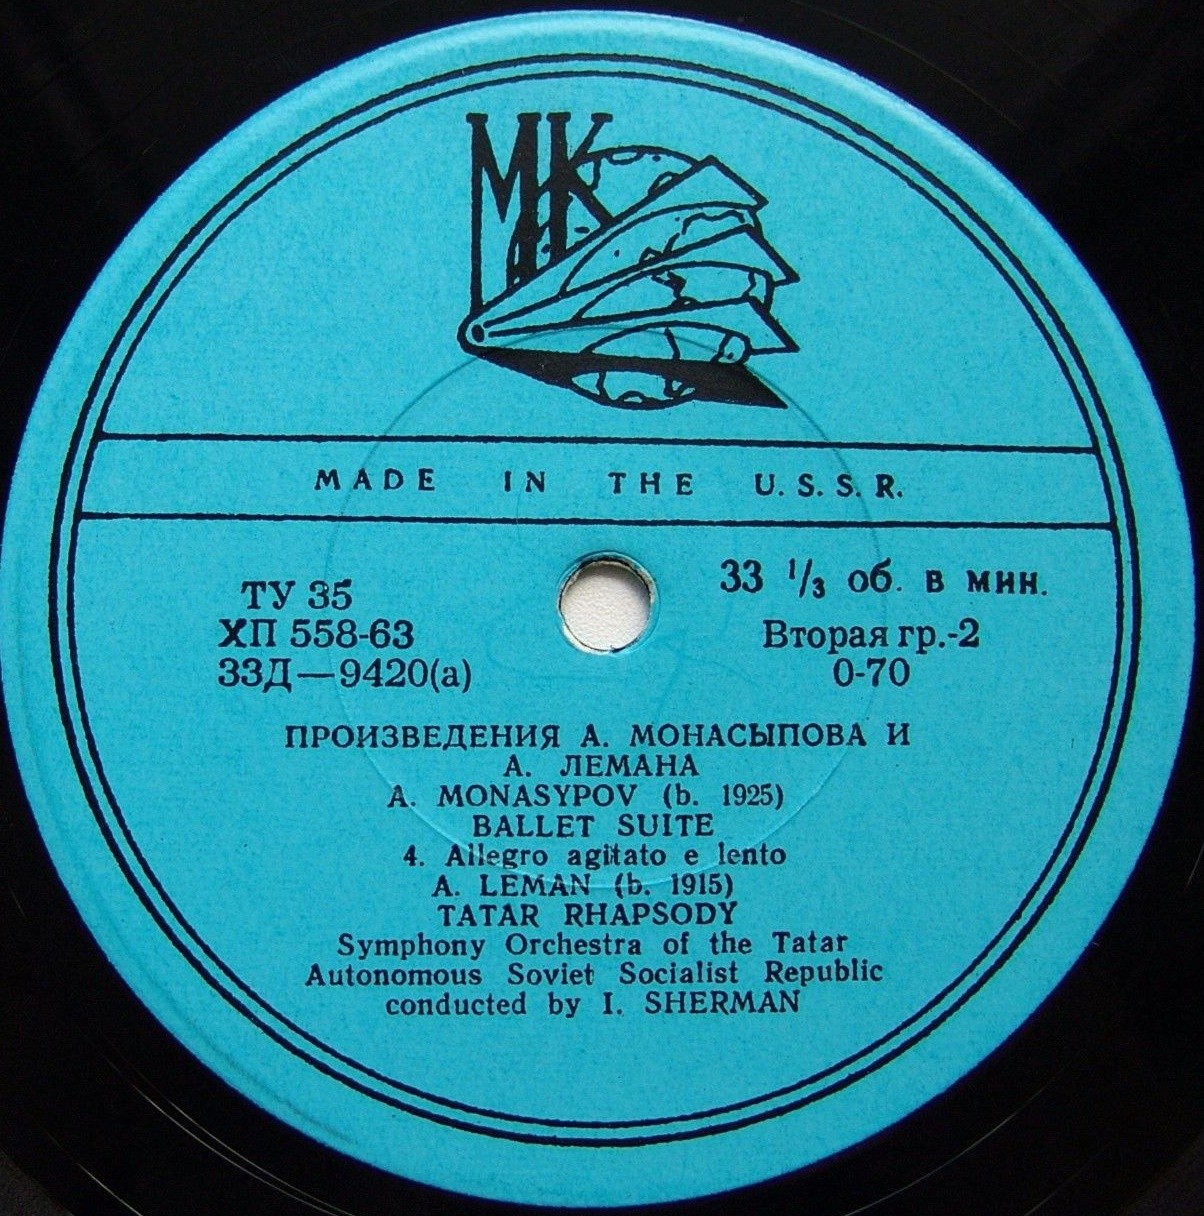 МК
MADE IN THE U.S.S.R.
ТУ 35
ХП 558-63
33Д—9420(а)
33 1/3 об. в мин.
Вторая гр.-2
0-70
ПРОИЗВЕДЕНИЯ А. МОНАСЫПОВА И
А. ЛЕМАНА
A. MONASYPOV (b. 1925)
BALLET SUITE
4. Allegro agitato e lento
A. LEMAN (b. 1915)
TATAR RHAPSODY
Symphony Orchestra of the Tatar
Autonomous Soviet Socialist Republic
conducted by I. SHERMAN